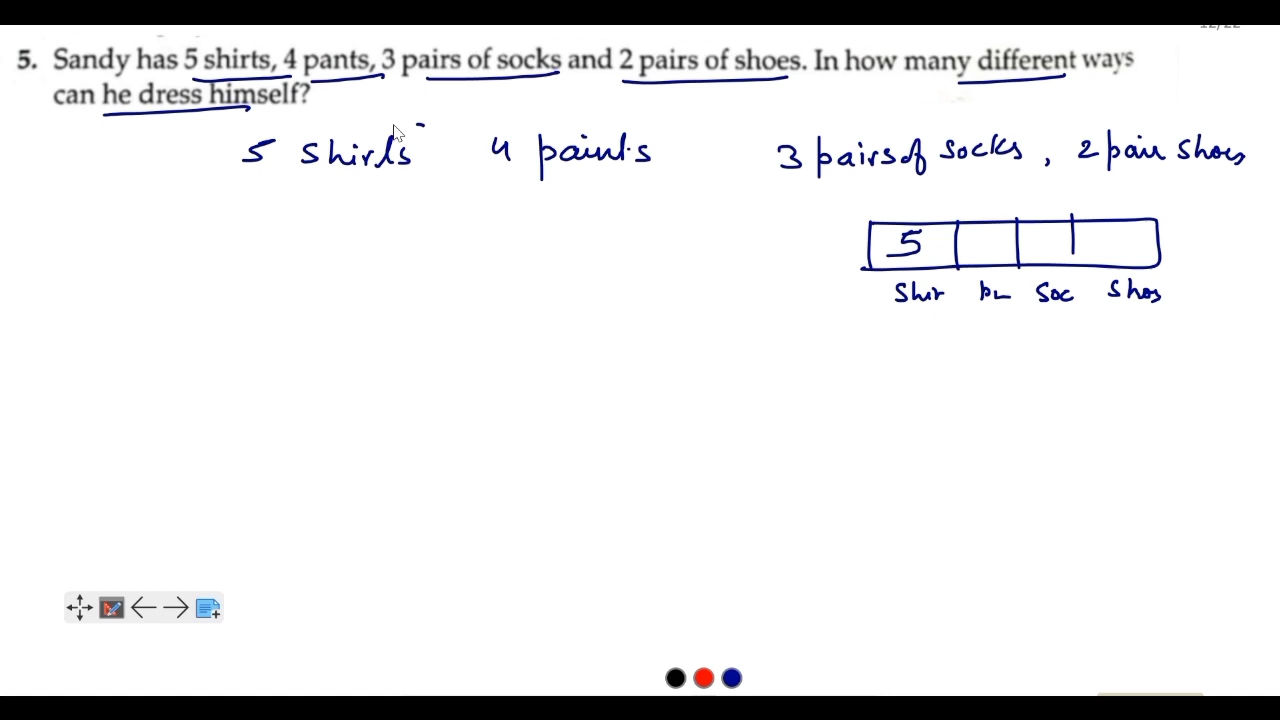 5. Sandy has 5 shirts, 4 pants, 3 pairs of socks and 2 pairs of shoes. In how many different ways
can he dress himself?
5 shirts 4 paints 3 pairs of socks, 2 pair shoes
5
Shir Soc Shos